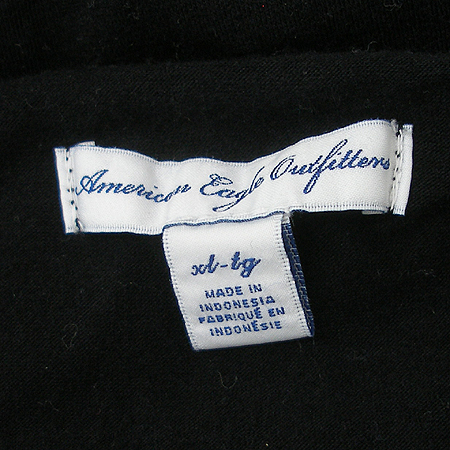 American Eagle Outfitters
xl-tg
MADE IN
INDONESIA
FABRIQUÉ EN
INDONÉSIE